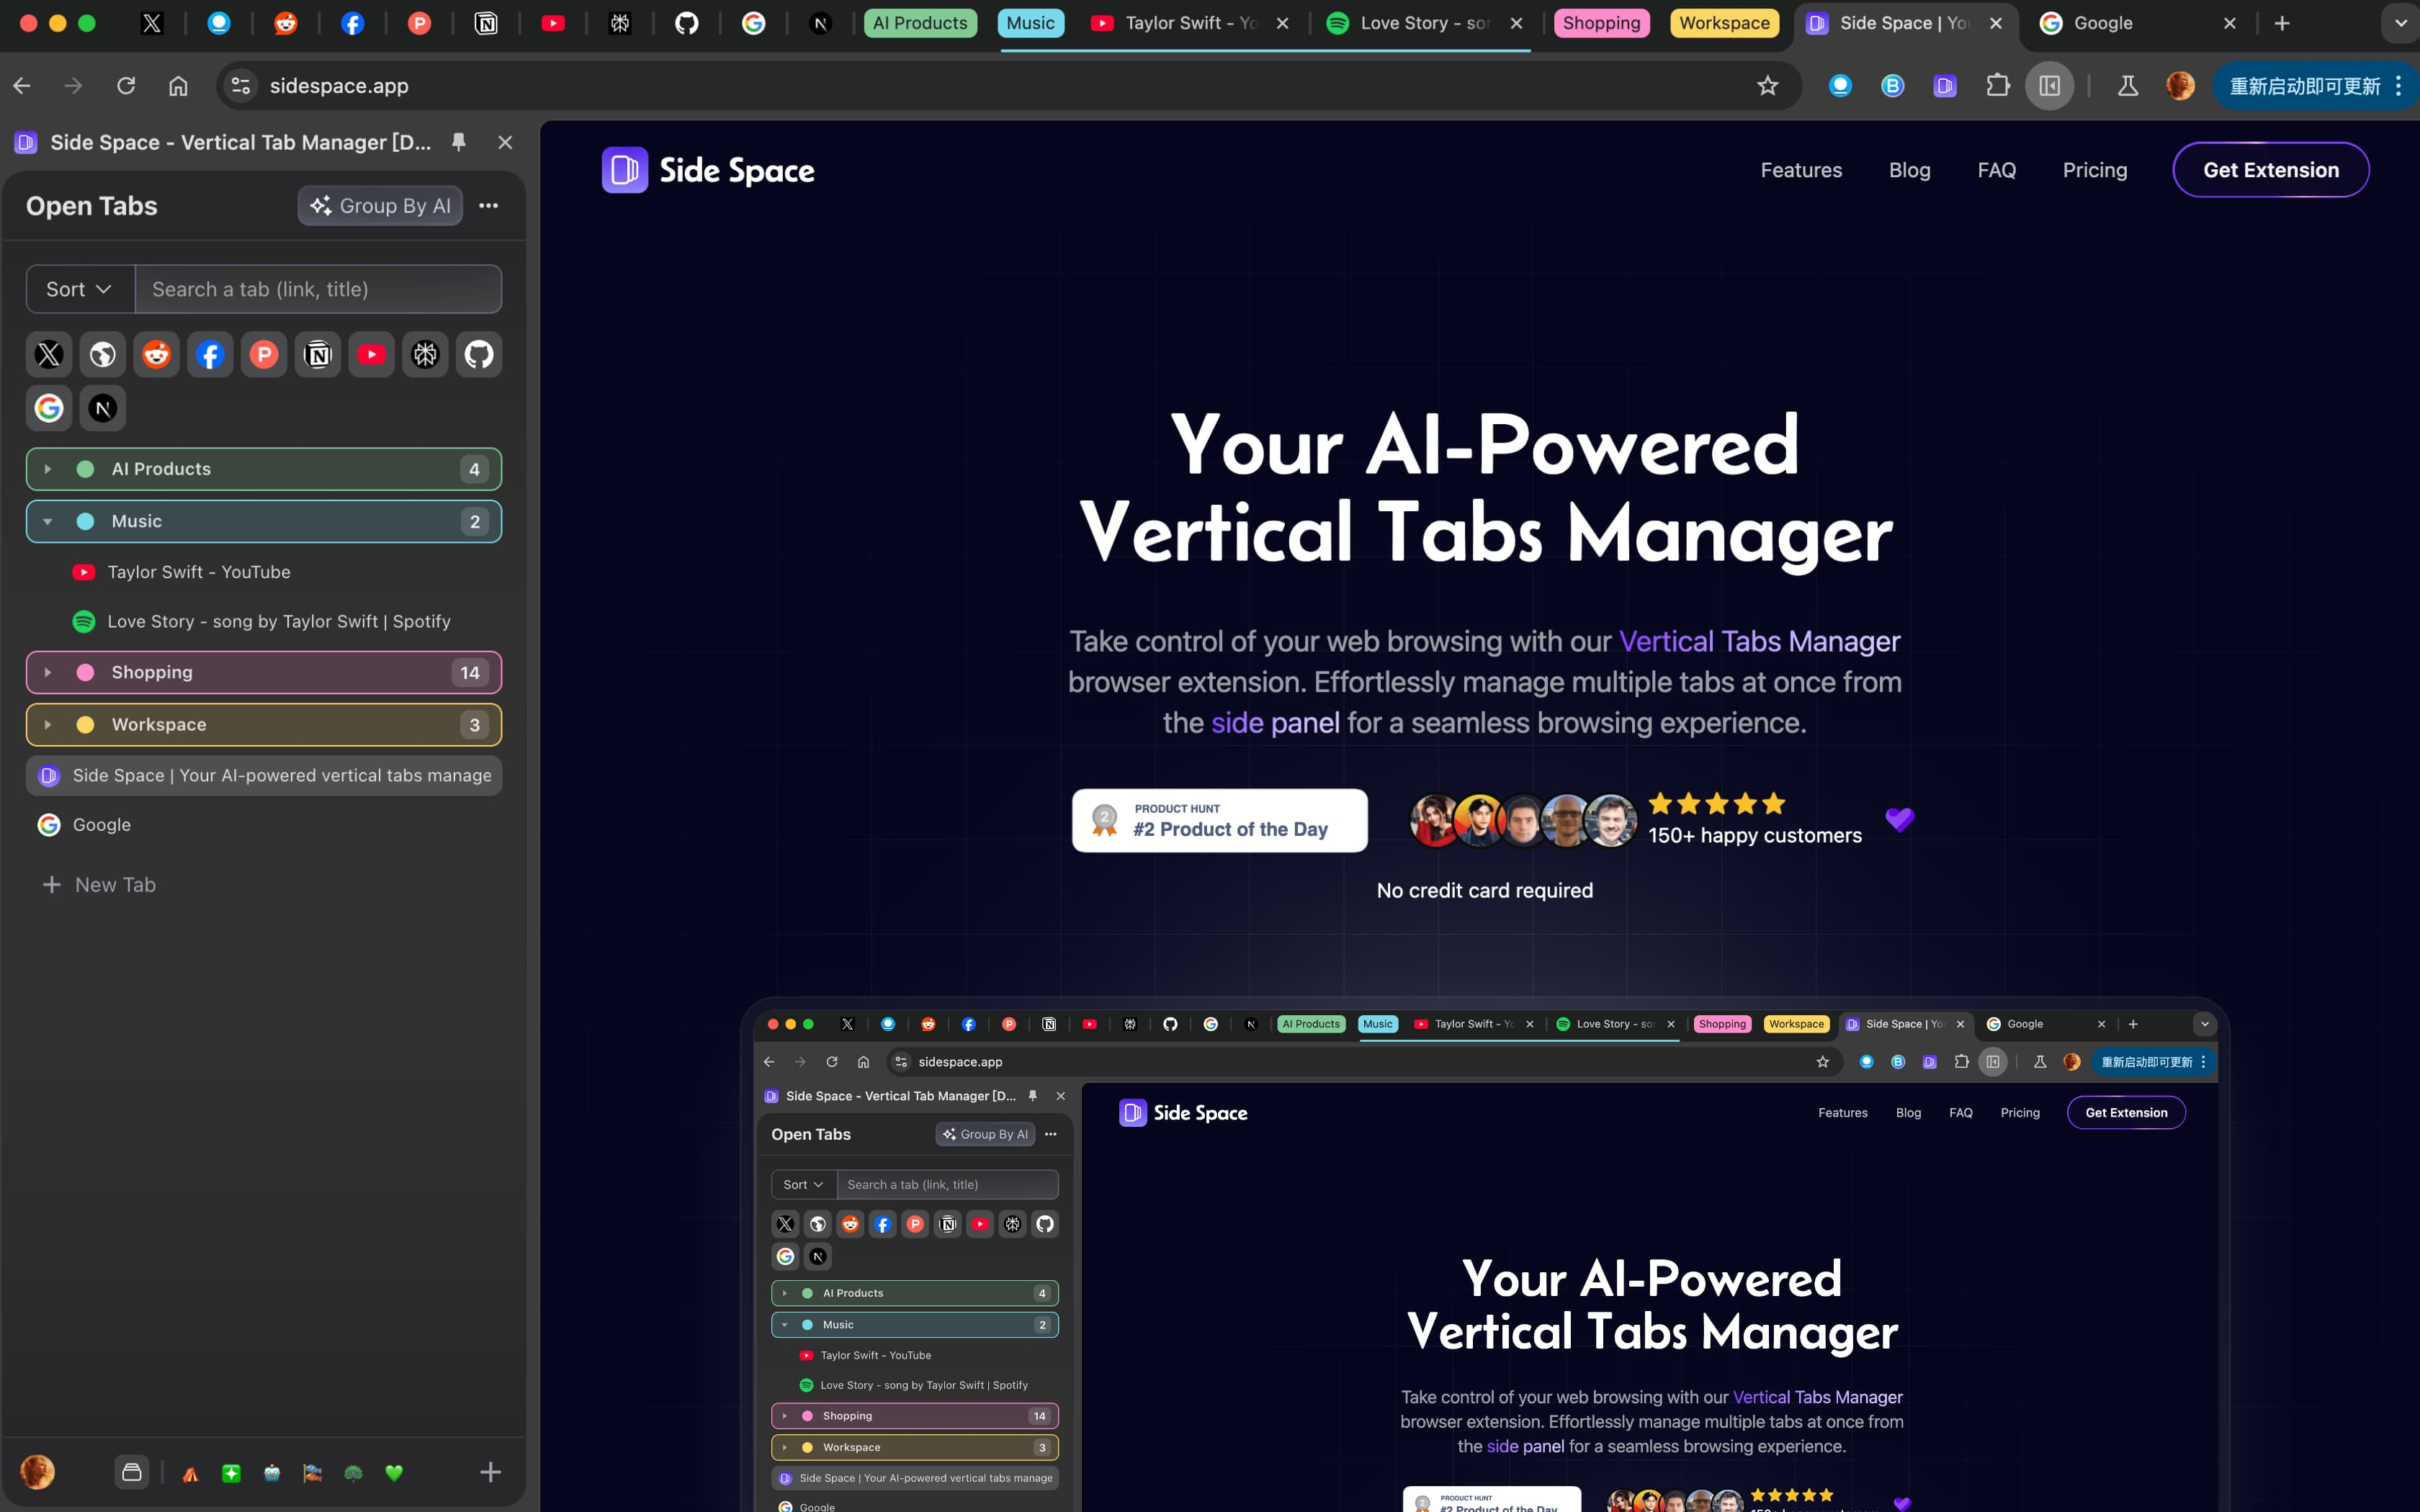 AI Products
Music
Taylor Swift - Yo
Love Story - son
Shopping
Workspace
Side Space | You
Google
sidespace.app
重新启动即可更新
Side Space - Vertical Tab Manager [D...
Open Tabs
Group By AI
Sort
Search a tab (link, title)
AI Products
4
Music
2
Taylor Swift - YouTube
Love Story - song by Taylor Swift | Spotify
Shopping
14
Workspace
3
Side Space | Your AI-powered vertical tabs manage
Google
New Tab
Side Space
Features
Blog
FAQ
Pricing
Get Extension
Your AI-Powered
Vertical Tabs Manager
Take control of your web browsing with our Vertical Tabs Manager
browser extension. Effortlessly manage multiple tabs at once from
the side panel for a seamless browsing experience.
2
PRODUCT HUNT
#2 Product of the Day
150+ happy customers
No credit card required
AI Products
Music
Taylor Swift - Yo
Love Story - son
Shopping
Workspace
Side Space | You
Google
sidespace.app
重新启动即可更新
Side Space - Vertical Tab Manager [D...
Open Tabs
Group By AI
Sort
Search a tab (link, title)
AI Products
4
Music
2
Taylor Swift - YouTube
Love Story - song by Taylor Swift | Spotify
Shopping
14
Workspace
3
Side Space | Your AI-powered vertical tabs manage
Google
Side Space
Features
Blog
FAQ
Pricing
Get Extension
Your AI-Powered
Vertical Tabs Manager
Take control of your web browsing with our Vertical Tabs Manager
browser extension. Effortlessly manage multiple tabs at once from
the side panel for a seamless browsing experience.
PRODUCT HUNT
#2 Product of the Day